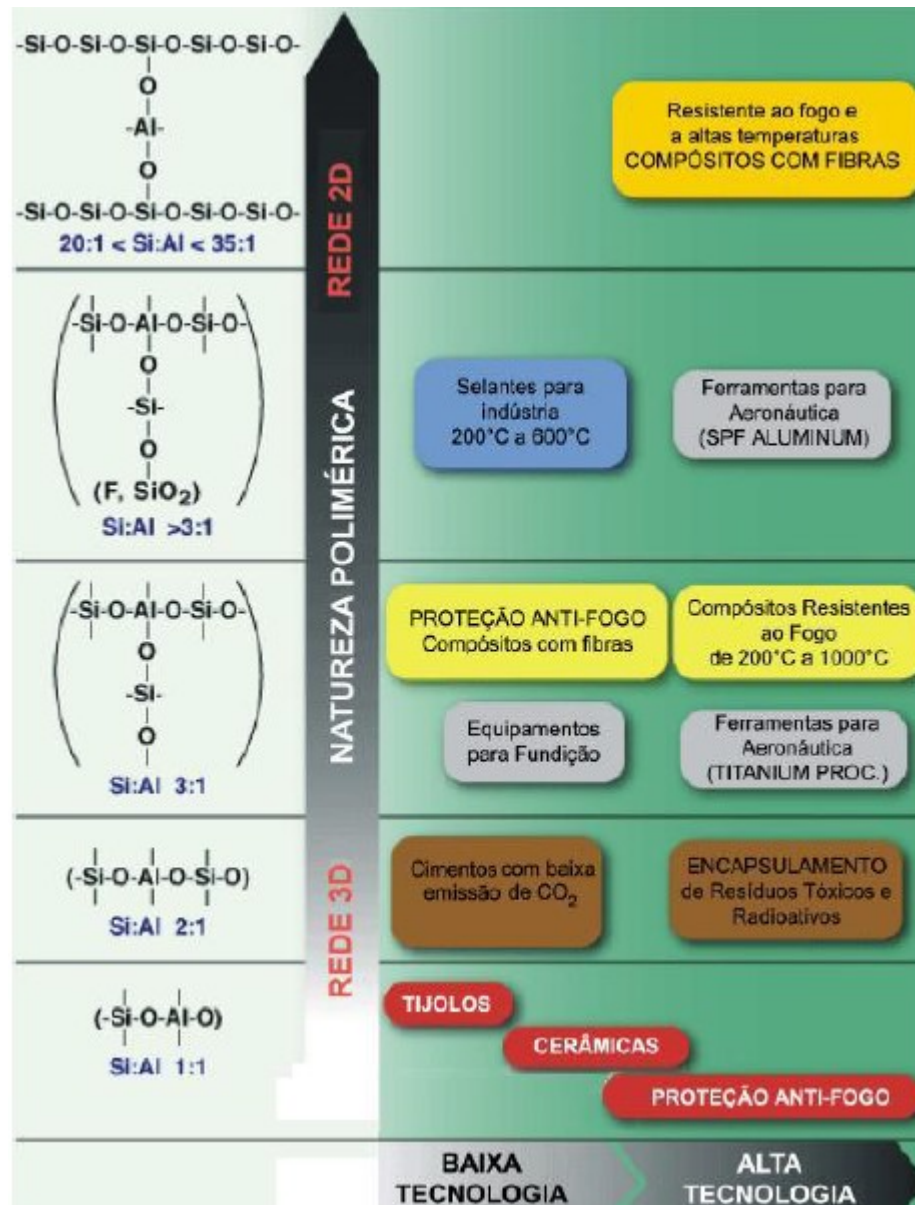 -Si-O-Si-O-Si-O-Si-O-Si-O-
O
-Al-
O
-Si-O-Si-O-Si-O-Si-O-Si-O-
20:1 < Si:Al < 35:1
Resistente ao fogo e
a altas temperaturas
COMPÓSITOS COM FIBRAS
REDE 2D
-Si-O-Al-O-Si-O-
O
-Si-
O
(F, SiO2)
Si:Al >3:1
Selantes para
indústria
200°C a 600°C
Ferramentas para
Aeronáutica
(SPF ALUMINUM)
NATUREZA POLIMÉRICA
-Si-O-Al-O-Si-O-
O
-Si-
O
Si:Al 3:1
PROTEÇÃO ANTI-FOGO
Compósitos com fibras
Compósitos Resistentes
ao Fogo
de 200°C a 1000°C
Equipamentos
para Fundição
Ferramentas para
Aeronáutica
(TITANIUM PROC.)
REDE 3D
(-Si-O-Al-O-Si-O)
Si:Al 2:1
Cimentos com baixa
emissão de CO2
ENCAPSULAMENTO
de Resíduos Tóxicos e
Radioativos
(-Si-O-Al-O)
Si:Al 1:1
TIJOLOS
CERÂMICAS
PROTEÇÃO ANTI-FOGO
BAIXA
TECNOLOGIA
ALTA
TECNOLOGIA